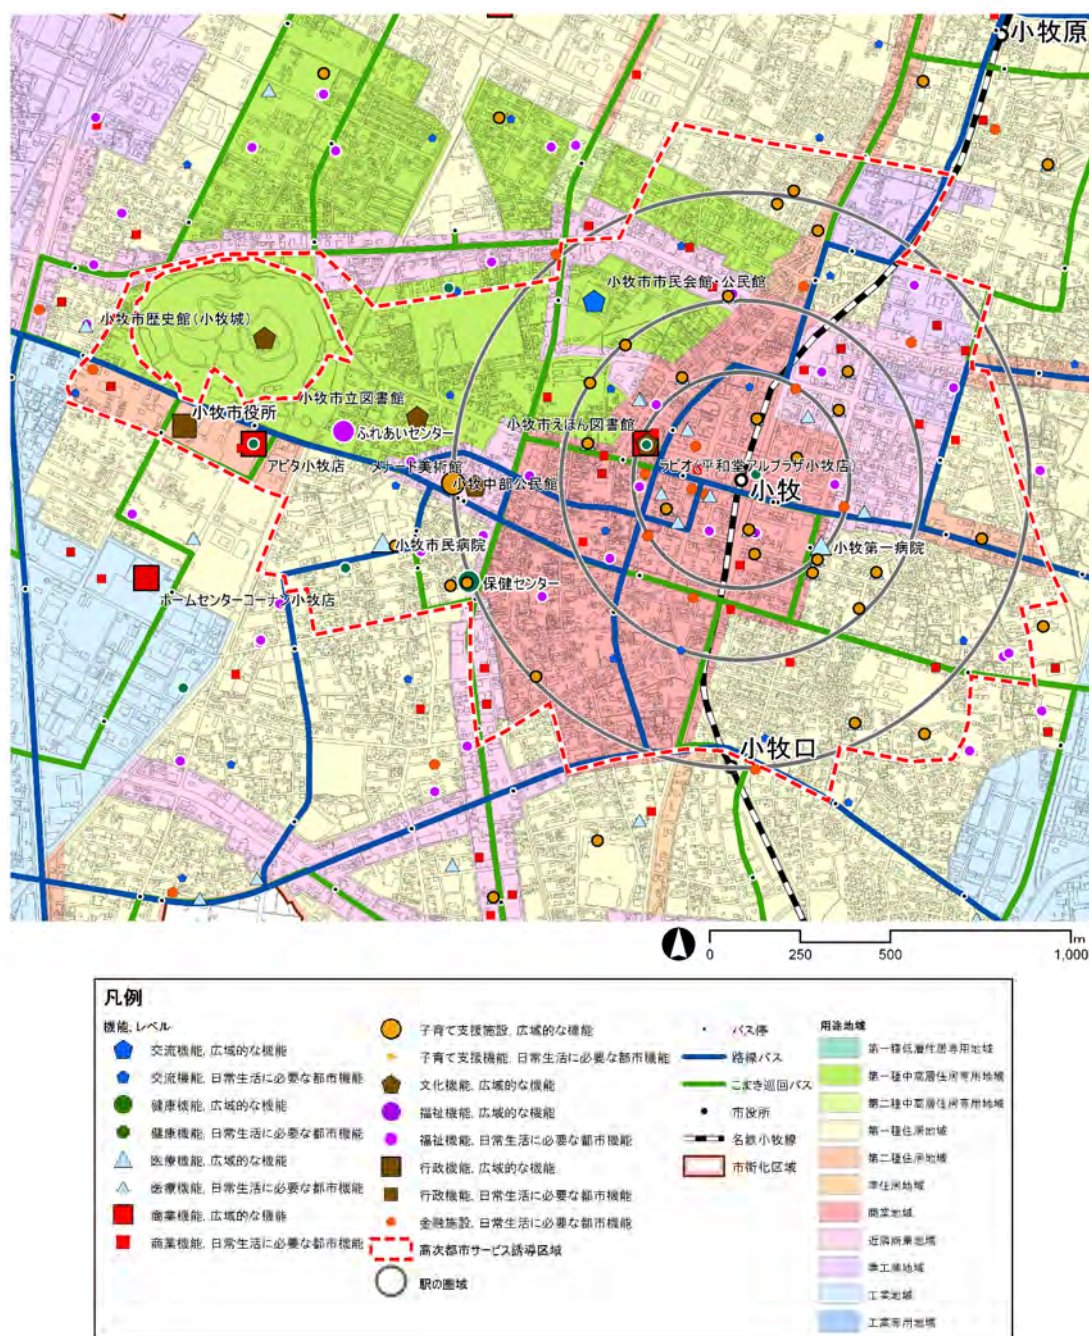 小牧原
小牧市市民会館・公民館
小牧市歴史館(小牧城)
小牧市立図書館
小牧市役所
ふれあいセンター
小牧市えほん図書館
アピタ小牧店
メナード美術館
ラピオ(平和堂アルプラザ小牧店)
小牧中部公民館
小牧
小牧市民病院
小牧第一病院
保健センター
ホームセンターコーナン小牧店
小牧口
0 250 500 1,000
m
凡例
機能, レベル
交流機能, 広域的な機能
交流機能, 日常生活に必要な都市機能
健康機能, 広域的な機能
健康機能, 日常生活に必要な都市機能
医療機能, 広域的な機能
医療機能, 日常生活に必要な都市機能
商業機能, 広域的な機能
商業機能, 日常生活に必要な都市機能
子育て支援施設, 広域的な機能
子育て支援機能, 日常生活に必要な都市機能
文化機能, 広域的な機能
福祉機能, 広域的な機能
福祉機能, 日常生活に必要な都市機能
行政機能, 広域的な機能
行政機能, 日常生活に必要な都市機能
金融施設, 日常生活に必要な都市機能
高次都市サービス誘導区域
駅の圏域
バス停
路線バス
こまき巡回バス
市役所
名鉄小牧線
市街化区域
用途地域
第一種低層住居専用地域
第一種中高層住居専用地域
第二種中高層住居専用地域
第一種住居地域
第二種住居地域
準住居地域
商業地域
近隣商業地域
準工業地域
工業地域
工業専用地域